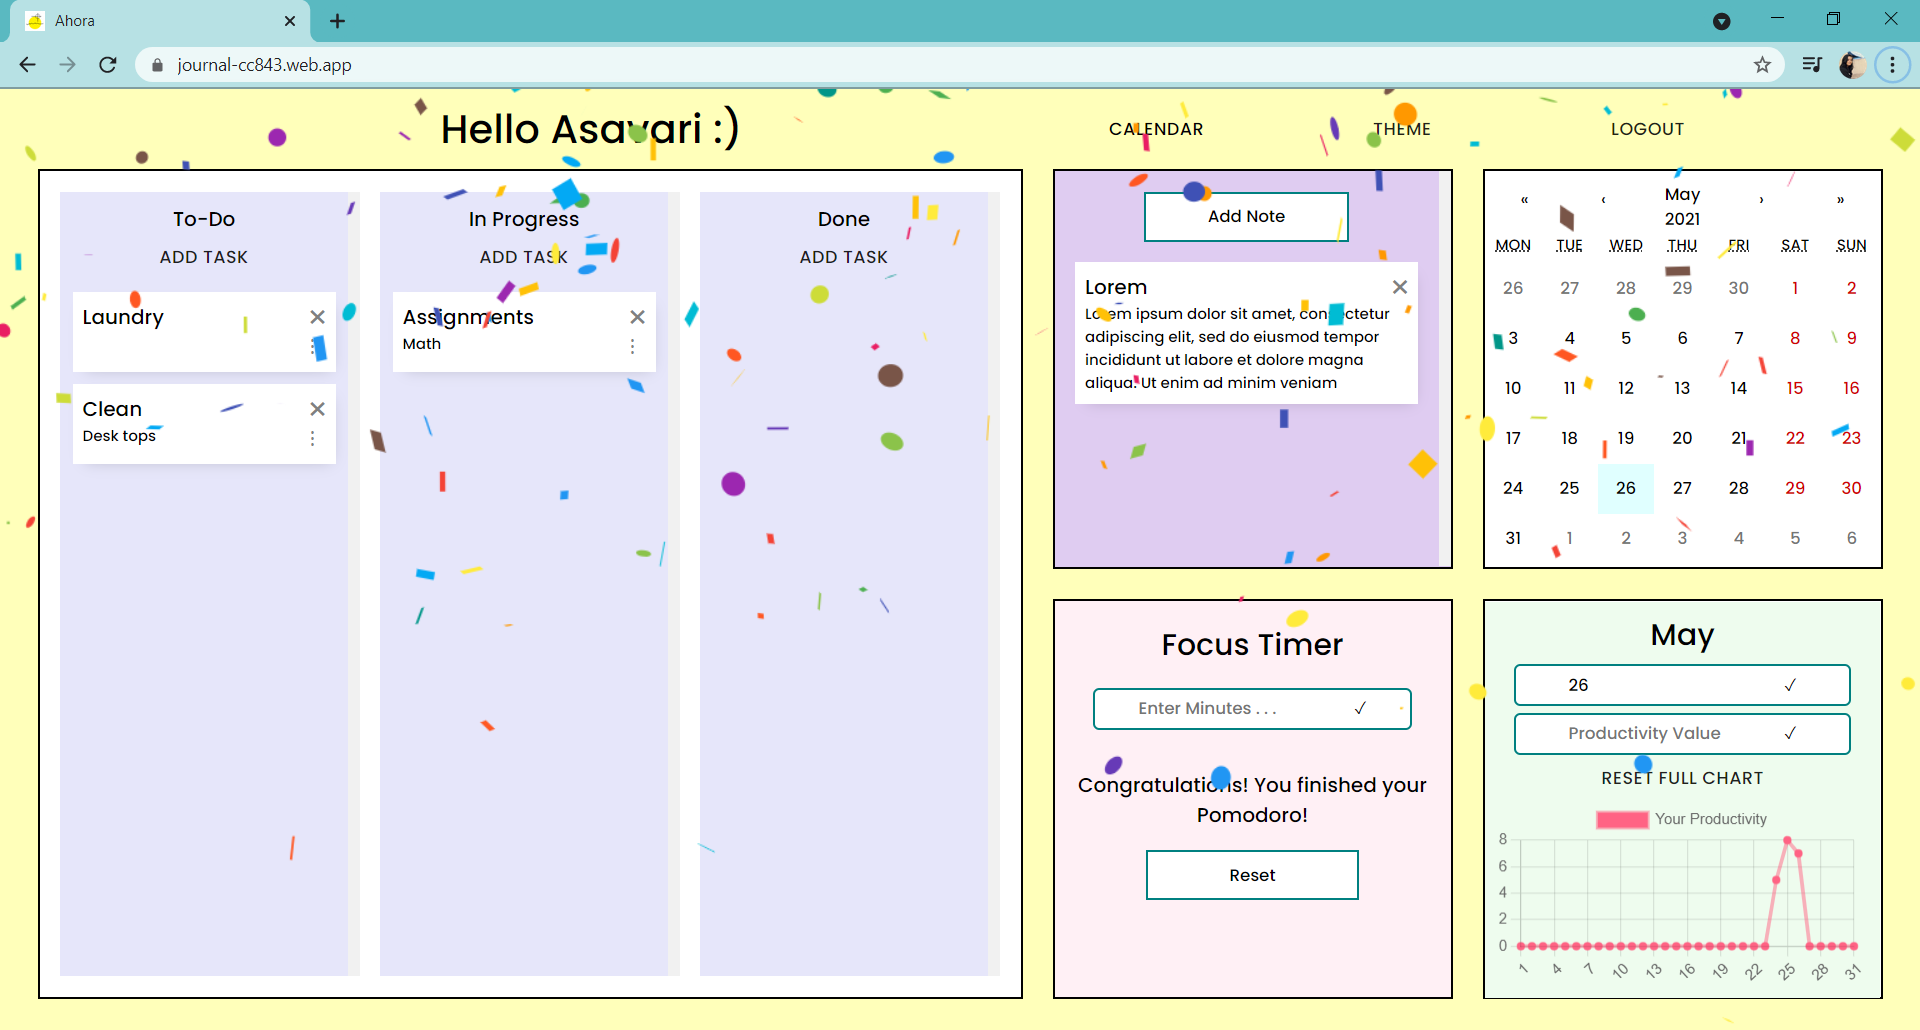 Ahora
journal-cc843.web.app
Hello Asavari :)
CALENDAR
THEME
LOGOUT
To-Do
ADD TASK
Laundry
Clean
Desk tops
In Progress
ADD TASK
Assignments
Math
Done
ADD TASK
Add Note
Lorem
Lorem ipsum dolor sit amet, consectetur
adipiscing elit, sed do eiusmod tempor
incididunt ut labore et dolore magna
aliqua. Ut enim ad minim veniam
« ‹ May › »
2021
MON TUE WED THU FRI SAT SUN
26 27 28 29 30 1 2
3 4 5 6 7 8 9
10 11 12 13 14 15 16
17 18 19 20 21 22 23
24 25 26 27 28 29 30
31 1 2 3 4 5 6
Focus Timer
Enter Minutes . . . ✓
Congratulations! You finished your
Pomodoro!
Reset
May
26 ✓
Productivity Value ✓
RESET FULL CHART
Your Productivity
8
6
4
2
0
1 4 7 10 13 16 19 22 25 28 31